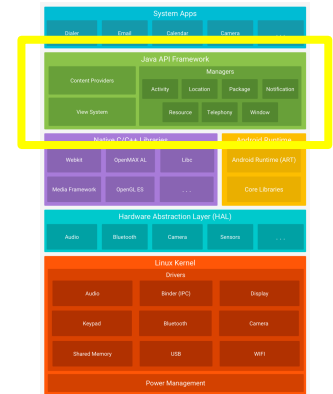 System Apps
Dialer Email Calendar Camera . . .
Java API Framework
Managers
Content Providers
Activity Location Package Notification
View System
Resource Telephony Window
Native C/C++ Libraries
Android Runtime
Webkit OpenMAX AL Libc
Android Runtime (ART)
Media Framework OpenGL ES . . .
Core Libraries
Hardware Abstraction Layer (HAL)
Audio Bluetooth Camera Sensors . . .
Linux Kernel
Drivers
Audio Binder (IPC) Display
Keypad Bluetooth Camera
Shared Memory USB WIFI
Power Management